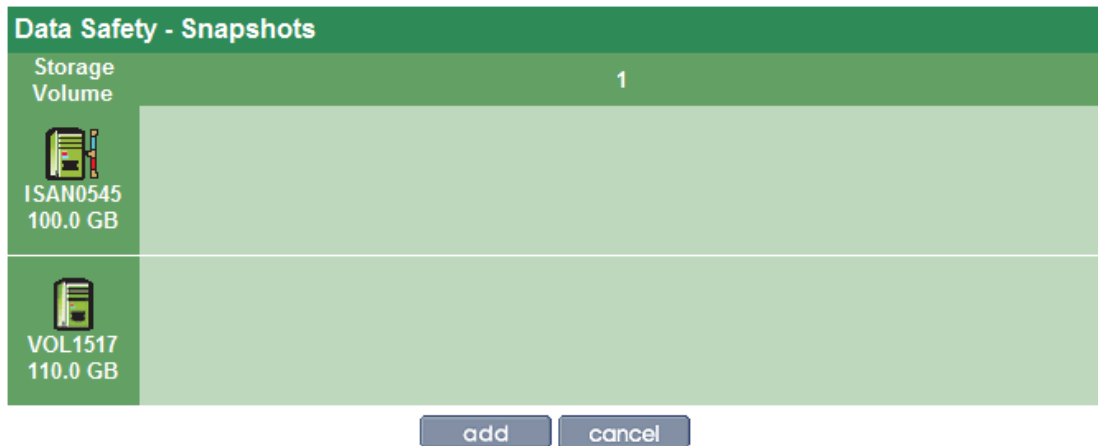 Data Safety - Snapshots
Storage
Volume
1
ISAN0545
100.0 GB
VOL1517
110.0 GB
add
cancel